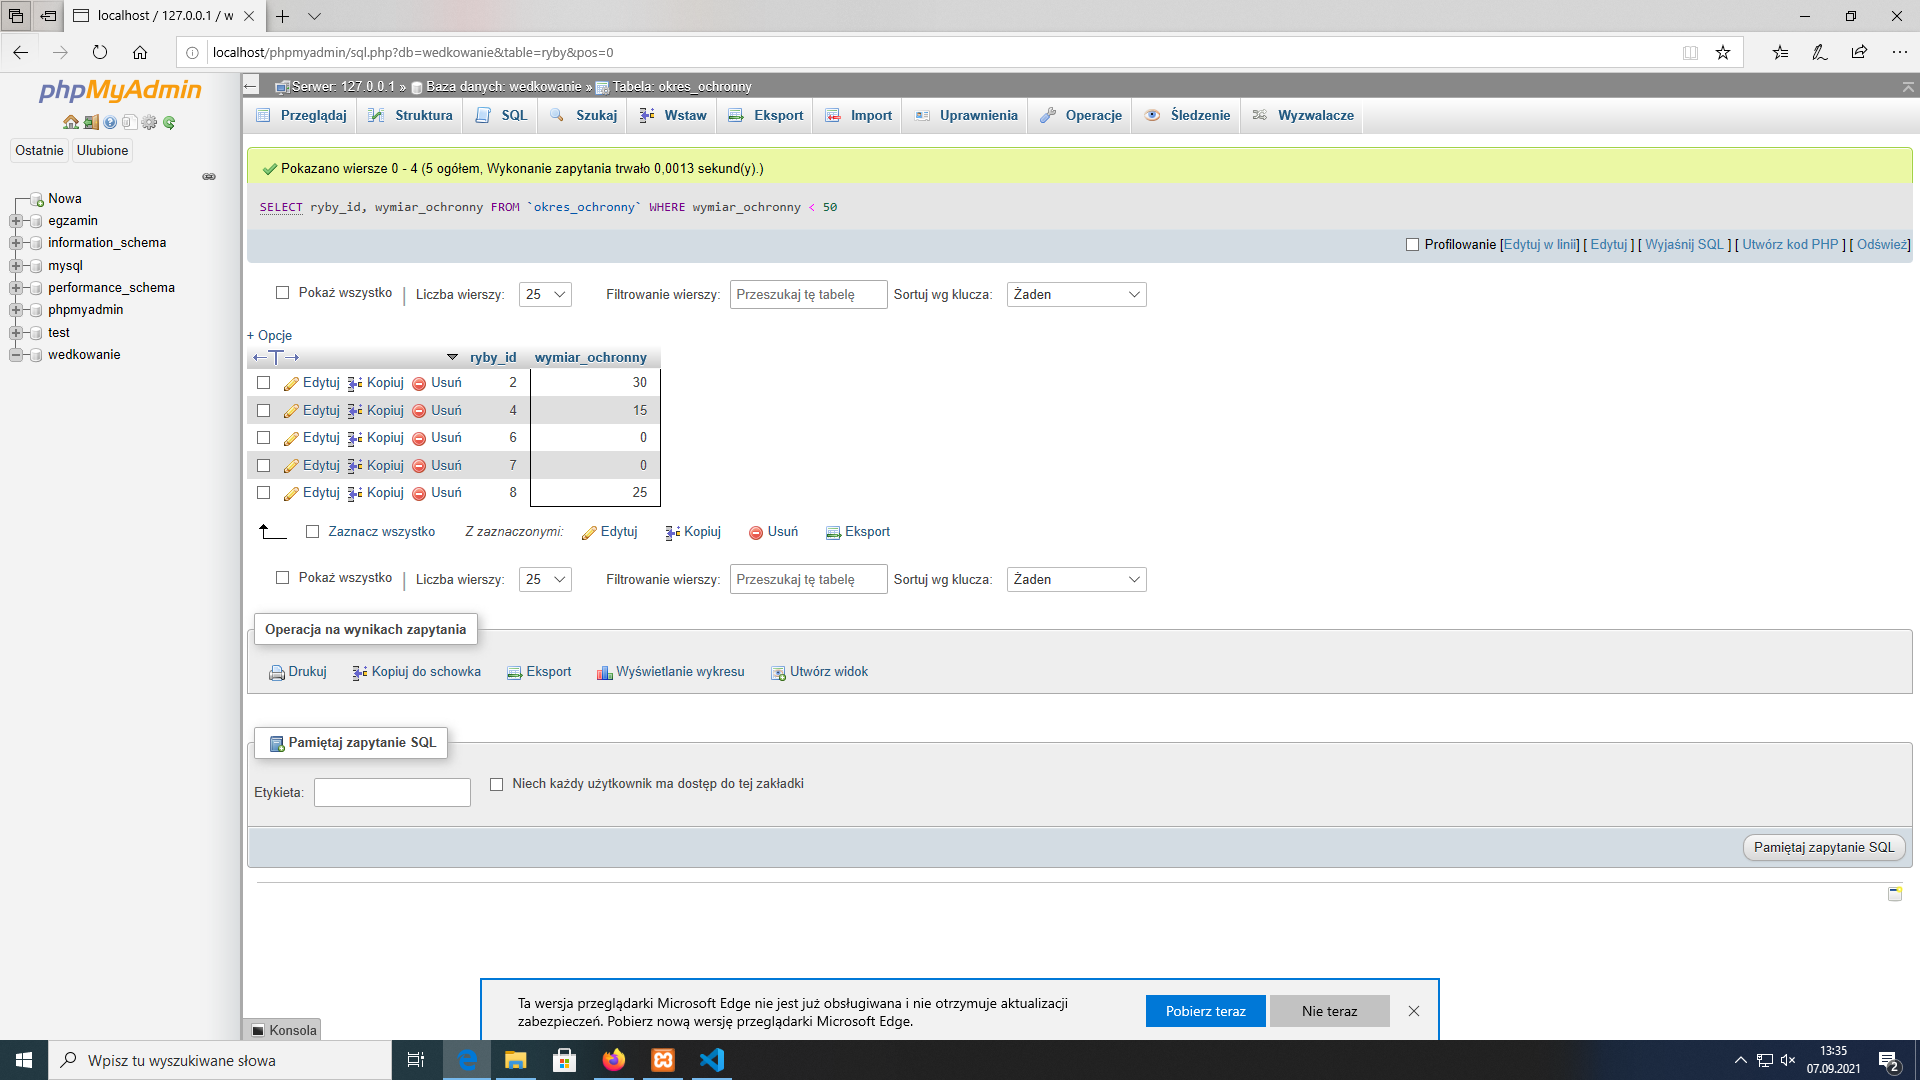 localhost / 127.0.0.1 / w
localhost/phpmyadmin/sql.php?db=wedkowanie&table=ryby&pos=0
phpMyAdmin
Ostatnie Ulubione
Nowa
egzamin
information_schema
mysql
performance_schema
phpmyadmin
test
wedkowanie
Serwer: 127.0.0.1 » Baza danych: wedkowanie » Tabela: okres_ochronny
Przeglądaj Struktura SQL Szukaj Wstaw Eksport Import Uprawnienia Operacje Śledzenie Wyzwalacze
Pokazano wiersze 0 - 4 (5 ogółem, Wykonanie zapytania trwało 0,0013 sekund(y).)
SELECT ryby_id, wymiar_ochronny FROM `okres_ochronny` WHERE wymiar_ochronny < 50
Profilowanie [Edytuj w linii] [ Edytuj ] [ Wyjaśnij SQL ] [ Utwórz kod PHP ] [ Odśwież]
Pokaż wszystko | Liczba wierszy: 25 Filtrowanie wierszy: Przeszukaj tę tabelę Sortuj wg klucza: Żaden
+ Opcje
←T→ ryby_id wymiar_ochronny
Edytuj Kopiuj Usuń 2 30
Edytuj Kopiuj Usuń 4 15
Edytuj Kopiuj Usuń 6 0
Edytuj Kopiuj Usuń 7 0
Edytuj Kopiuj Usuń 8 25
Zaznacz wszystko Z zaznaczonymi: Edytuj Kopiuj Usuń Eksport
Pokaż wszystko | Liczba wierszy: 25 Filtrowanie wierszy: Przeszukaj tę tabelę Sortuj wg klucza: Żaden
Operacja na wynikach zapytania
Drukuj Kopiuj do schowka Eksport Wyświetlanie wykresu Utwórz widok
Pamiętaj zapytanie SQL
Etykieta: Niech każdy użytkownik ma dostęp do tej zakładki
Pamiętaj zapytanie SQL
Ta wersja przeglądarki Microsoft Edge nie jest już obsługiwana i nie otrzymuje aktualizacji
zabezpieczeń. Pobierz nową wersję przeglądarki Microsoft Edge.
Pobierz teraz Nie teraz
Konsola
Wpisz tu wyszukiwane słowa
13:35
07.09.2021
2